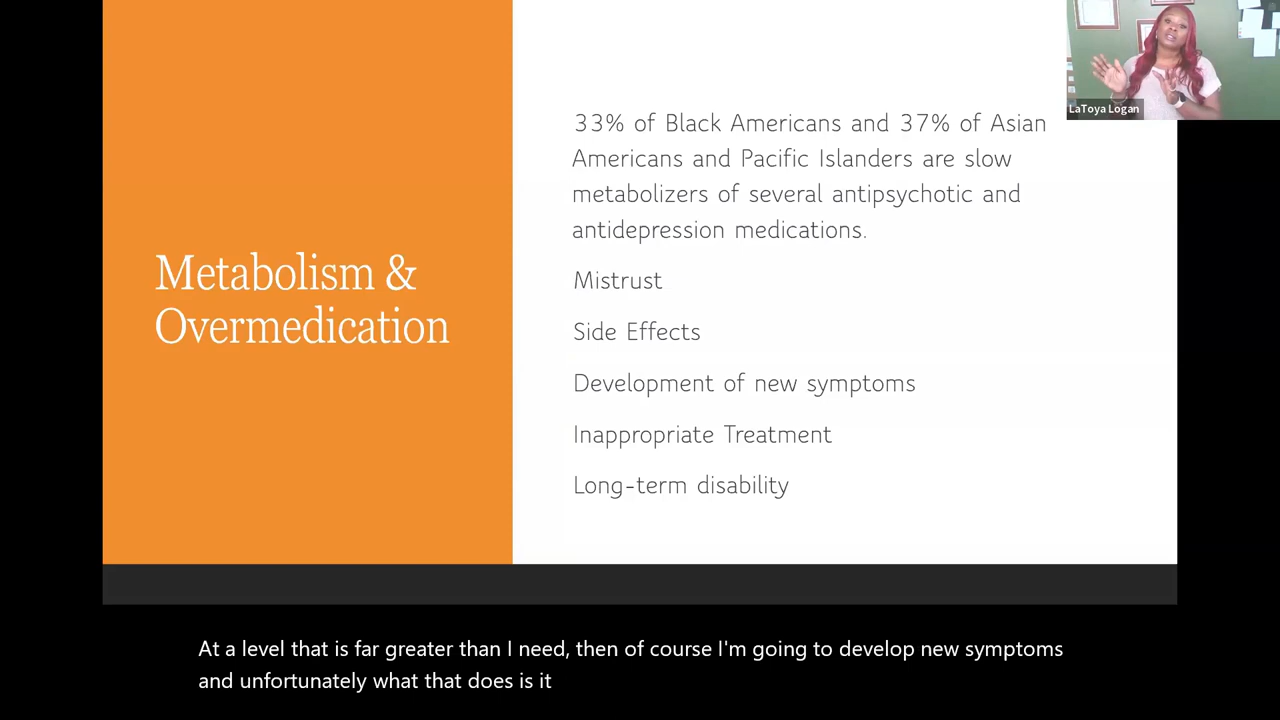 LaToya Logan
Metabolism &
Overmedication
33% of Black Americans and 37% of Asian
Americans and Pacific Islanders are slow
metabolizers of several antipsychotic and
antidepression medications.
Mistrust
Side Effects
Development of new symptoms
Inappropriate Treatment
Long-term disability
At a level that is far greater than I need, then of course I'm going to develop new symptoms
and unfortunately what that does is it